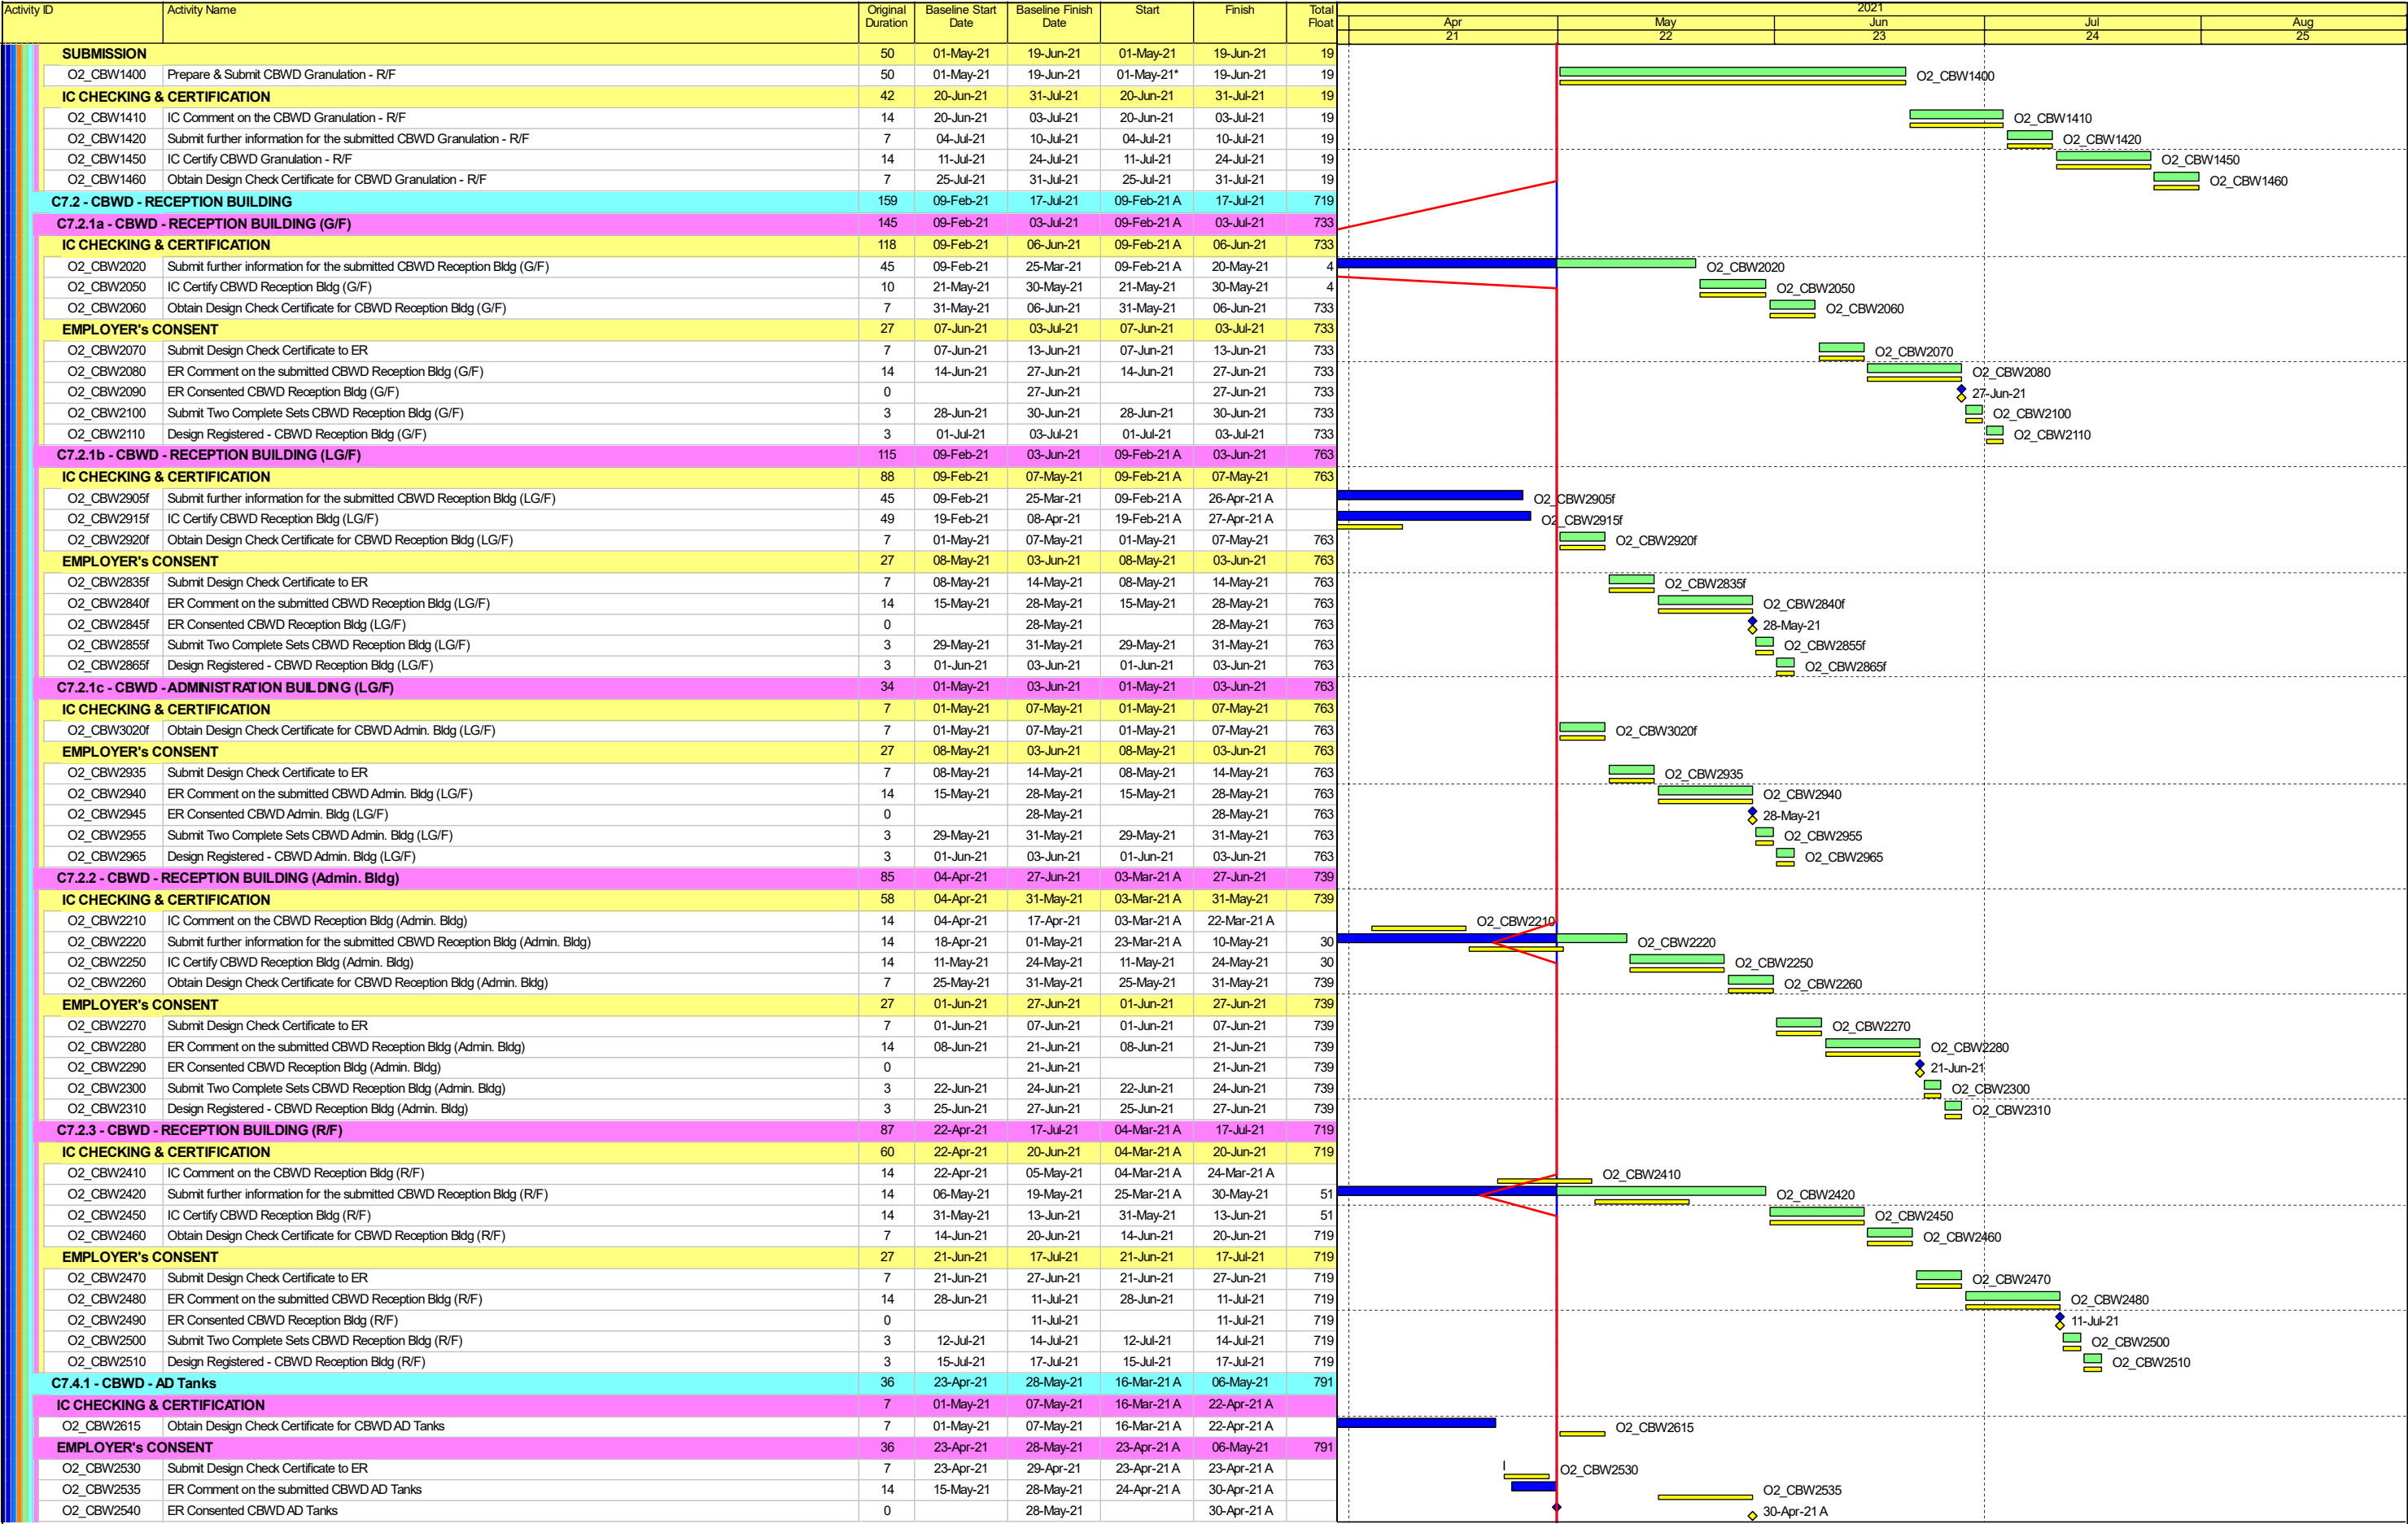 Activity ID Activity Name Original Duration Baseline Start Date Baseline Finish Date Start Finish Total Float 2021
Apr May Jun Jul Aug
21 22 23 24 25
SUBMISSION 50 01-May-21 19-Jun-21 01-May-21 19-Jun-21 19
O2_CBW1400 Prepare & Submit CBWD Granulation - R/F 50 01-May-21 19-Jun-21 01-May-21* 19-Jun-21 19 O2_CBW1400
IC CHECKING & CERTIFICATION 42 20-Jun-21 31-Jul-21 20-Jun-21 31-Jul-21 19
O2_CBW1410 IC Comment on the CBWD Granulation - R/F 14 20-Jun-21 03-Jul-21 20-Jun-21 03-Jul-21 19 O2_CBW1410
O2_CBW1420 Submit further information for the submitted CBWD Granulation - R/F 7 04-Jul-21 10-Jul-21 04-Jul-21 10-Jul-21 19 O2_CBW1420
O2_CBW1450 IC Certify CBWD Granulation - R/F 14 11-Jul-21 24-Jul-21 11-Jul-21 24-Jul-21 19 O2_CBW1450
O2_CBW1460 Obtain Design Check Certificate for CBWD Granulation - R/F 7 25-Jul-21 31-Jul-21 25-Jul-21 31-Jul-21 19 O2_CBW1460
C7.2 - CBWD - RECEPTION BUILDING 159 09-Feb-21 17-Jul-21 09-Feb-21 A 17-Jul-21 719
C7.2.1a - CBWD - RECEPTION BUILDING (G/F) 145 09-Feb-21 03-Jul-21 09-Feb-21 A 03-Jul-21 733
IC CHECKING & CERTIFICATION 118 09-Feb-21 06-Jun-21 09-Feb-21 A 06-Jun-21 733
O2_CBW2020 Submit further information for the submitted CBWD Reception Bldg (G/F) 45 09-Feb-21 25-Mar-21 09-Feb-21 A 20-May-21 4 O2_CBW2020
O2_CBW2050 IC Certify CBWD Reception Bldg (G/F) 10 21-May-21 30-May-21 21-May-21 30-May-21 4 O2_CBW2050
O2_CBW2060 Obtain Design Check Certificate for CBWD Reception Bldg (G/F) 7 31-May-21 06-Jun-21 31-May-21 06-Jun-21 733 O2_CBW2060
EMPLOYER's CONSENT 27 07-Jun-21 03-Jul-21 07-Jun-21 03-Jul-21 733
O2_CBW2070 Submit Design Check Certificate to ER 7 07-Jun-21 13-Jun-21 07-Jun-21 13-Jun-21 733 O2_CBW2070
O2_CBW2080 ER Comment on the submitted CBWD Reception Bldg (G/F) 14 14-Jun-21 27-Jun-21 14-Jun-21 27-Jun-21 733 O2_CBW2080
O2_CBW2090 ER Consented CBWD Reception Bldg (G/F) 0 27-Jun-21 27-Jun-21 733 27-Jun-21
O2_CBW2100 Submit Two Complete Sets CBWD Reception Bldg (G/F) 3 28-Jun-21 30-Jun-21 28-Jun-21 30-Jun-21 733 O2_CBW2100
O2_CBW2110 Design Registered - CBWD Reception Bldg (G/F) 3 01-Jul-21 03-Jul-21 01-Jul-21 03-Jul-21 733 O2_CBW2110
C7.2.1b - CBWD - RECEPTION BUILDING (LG/F) 115 09-Feb-21 03-Jun-21 09-Feb-21 A 03-Jun-21 763
IC CHECKING & CERTIFICATION 88 09-Feb-21 07-May-21 09-Feb-21 A 07-May-21 763
O2_CBW2905f Submit further information for the submitted CBWD Reception Bldg (LG/F) 45 09-Feb-21 25-Mar-21 09-Feb-21 A 26-Apr-21 A O2_CBW2905f
O2_CBW2915f IC Certify CBWD Reception Bldg (LG/F) 49 19-Feb-21 08-Apr-21 19-Feb-21 A 27-Apr-21 A O2_CBW2915f
O2_CBW2920f Obtain Design Check Certificate for CBWD Reception Bldg (LG/F) 7 01-May-21 07-May-21 01-May-21 07-May-21 763 O2_CBW2920f
EMPLOYER's CONSENT 27 08-May-21 03-Jun-21 08-May-21 03-Jun-21 763
O2_CBW2835f Submit Design Check Certificate to ER 7 08-May-21 14-May-21 08-May-21 14-May-21 763 O2_CBW2835f
O2_CBW2840f ER Comment on the submitted CBWD Reception Bldg (LG/F) 14 15-May-21 28-May-21 15-May-21 28-May-21 763 O2_CBW2840f
O2_CBW2845f ER Consented CBWD Reception Bldg (LG/F) 0 28-May-21 28-May-21 763 28-May-21
O2_CBW2855f Submit Two Complete Sets CBWD Reception Bldg (LG/F) 3 29-May-21 31-May-21 29-May-21 31-May-21 763 O2_CBW2855f
O2_CBW2865f Design Registered - CBWD Reception Bldg (LG/F) 3 01-Jun-21 03-Jun-21 01-Jun-21 03-Jun-21 763 O2_CBW2865f
C7.2.1c - CBWD - ADMINISTRATION BUILDING (LG/F) 34 01-May-21 03-Jun-21 01-May-21 03-Jun-21 763
IC CHECKING & CERTIFICATION 7 01-May-21 07-May-21 01-May-21 07-May-21 763
O2_CBW3020f Obtain Design Check Certificate for CBWD Admin. Bldg (LG/F) 7 01-May-21 07-May-21 01-May-21 07-May-21 763 O2_CBW3020f
EMPLOYER's CONSENT 27 08-May-21 03-Jun-21 08-May-21 03-Jun-21 763
O2_CBW2935 Submit Design Check Certificate to ER 7 08-May-21 14-May-21 08-May-21 14-May-21 763 O2_CBW2935
O2_CBW2940 ER Comment on the submitted CBWD Admin. Bldg (LG/F) 14 15-May-21 28-May-21 15-May-21 28-May-21 763 O2_CBW2940
O2_CBW2945 ER Consented CBWD Admin. Bldg (LG/F) 0 28-May-21 28-May-21 763 28-May-21
O2_CBW2955 Submit Two Complete Sets CBWD Admin. Bldg (LG/F) 3 29-May-21 31-May-21 29-May-21 31-May-21 763 O2_CBW2955
O2_CBW2965 Design Registered - CBWD Admin. Bldg (LG/F) 3 01-Jun-21 03-Jun-21 01-Jun-21 03-Jun-21 763 O2_CBW2965
C7.2.2 - CBWD - RECEPTION BUILDING (Admin. Bldg) 85 04-Apr-21 27-Jun-21 03-Mar-21 A 27-Jun-21 739
IC CHECKING & CERTIFICATION 58 04-Apr-21 31-May-21 03-Mar-21 A 31-May-21 739
O2_CBW2210 IC Comment on the CBWD Reception Bldg (Admin. Bldg) 14 04-Apr-21 17-Apr-21 03-Mar-21 A 22-Mar-21 A O2_CBW2210
O2_CBW2220 Submit further information for the submitted CBWD Reception Bldg (Admin. Bldg) 14 18-Apr-21 01-May-21 23-Mar-21 A 10-May-21 30 O2_CBW2220
O2_CBW2250 IC Certify CBWD Reception Bldg (Admin. Bldg) 14 11-May-21 24-May-21 11-May-21 24-May-21 30 O2_CBW2250
O2_CBW2260 Obtain Design Check Certificate for CBWD Reception Bldg (Admin. Bldg) 7 25-May-21 31-May-21 25-May-21 31-May-21 739 O2_CBW2260
EMPLOYER's CONSENT 27 01-Jun-21 27-Jun-21 01-Jun-21 27-Jun-21 739
O2_CBW2270 Submit Design Check Certificate to ER 7 01-Jun-21 07-Jun-21 01-Jun-21 07-Jun-21 739 O2_CBW2270
O2_CBW2280 ER Comment on the submitted CBWD Reception Bldg (Admin. Bldg) 14 08-Jun-21 21-Jun-21 08-Jun-21 21-Jun-21 739 O2_CBW2280
O2_CBW2290 ER Consented CBWD Reception Bldg (Admin. Bldg) 0 21-Jun-21 21-Jun-21 739 21-Jun-21
O2_CBW2300 Submit Two Complete Sets CBWD Reception Bldg (Admin. Bldg) 3 22-Jun-21 24-Jun-21 22-Jun-21 24-Jun-21 739 O2_CBW2300
O2_CBW2310 Design Registered - CBWD Reception Bldg (Admin. Bldg) 3 25-Jun-21 27-Jun-21 25-Jun-21 27-Jun-21 739 O2_CBW2310
C7.2.3 - CBWD - RECEPTION BUILDING (R/F) 87 22-Apr-21 17-Jul-21 04-Mar-21 A 17-Jul-21 719
IC CHECKING & CERTIFICATION 60 22-Apr-21 20-Jun-21 04-Mar-21 A 20-Jun-21 719
O2_CBW2410 IC Comment on the CBWD Reception Bldg (R/F) 14 22-Apr-21 05-May-21 04-Mar-21 A 24-Mar-21 A O2_CBW2410
O2_CBW2420 Submit further information for the submitted CBWD Reception Bldg (R/F) 14 06-May-21 19-May-21 25-Mar-21 A 30-May-21 51 O2_CBW2420
O2_CBW2450 IC Certify CBWD Reception Bldg (R/F) 14 31-May-21 13-Jun-21 31-May-21 13-Jun-21 51 O2_CBW2450
O2_CBW2460 Obtain Design Check Certificate for CBWD Reception Bldg (R/F) 7 14-Jun-21 20-Jun-21 14-Jun-21 20-Jun-21 719 O2_CBW2460
EMPLOYER's CONSENT 27 21-Jun-21 17-Jul-21 21-Jun-21 17-Jul-21 719
O2_CBW2470 Submit Design Check Certificate to ER 7 21-Jun-21 27-Jun-21 21-Jun-21 27-Jun-21 719 O2_CBW2470
O2_CBW2480 ER Comment on the submitted CBWD Reception Bldg (R/F) 14 28-Jun-21 11-Jul-21 28-Jun-21 11-Jul-21 719 O2_CBW2480
O2_CBW2490 ER Consented CBWD Reception Bldg (R/F) 0 11-Jul-21 11-Jul-21 719 11-Jul-21
O2_CBW2500 Submit Two Complete Sets CBWD Reception Bldg (R/F) 3 12-Jul-21 14-Jul-21 12-Jul-21 14-Jul-21 719 O2_CBW2500
O2_CBW2510 Design Registered - CBWD Reception Bldg (R/F) 3 15-Jul-21 17-Jul-21 15-Jul-21 17-Jul-21 719 O2_CBW2510
C7.4.1 - CBWD - AD Tanks 36 23-Apr-21 28-May-21 16-Mar-21 A 06-May-21 791
IC CHECKING & CERTIFICATION 7 01-May-21 07-May-21 16-Mar-21 A 22-Apr-21 A
O2_CBW2615 Obtain Design Check Certificate for CBWD AD Tanks 7 01-May-21 07-May-21 16-Mar-21 A 22-Apr-21 A O2_CBW2615
EMPLOYER's CONSENT 36 23-Apr-21 28-May-21 23-Apr-21 A 06-May-21 791
O2_CBW2530 Submit Design Check Certificate to ER 7 23-Apr-21 29-Apr-21 23-Apr-21 A 23-Apr-21 A O2_CBW2530
O2_CBW2535 ER Comment on the submitted CBWD AD Tanks 14 15-May-21 28-May-21 24-Apr-21 A 30-Apr-21 A O2_CBW2535
O2_CBW2540 ER Consented CBWD AD Tanks 0 28-May-21 30-Apr-21 A 30-Apr-21 A